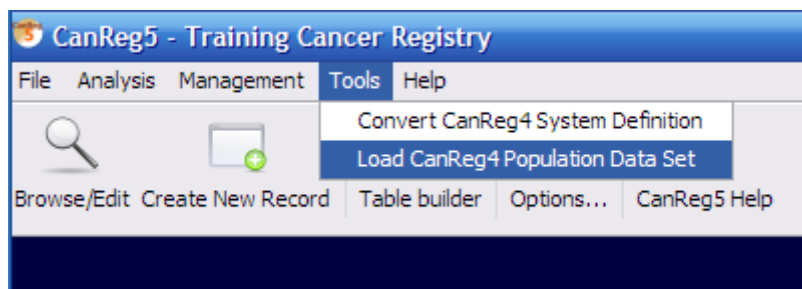 CanReg5 - Training Cancer Registry
File Analysis Management Tools Help
Convert CanReg4 System Definition
Load CanReg4 Population Data Set
Browse/Edit Create New Record Table builder Options... CanReg5 Help